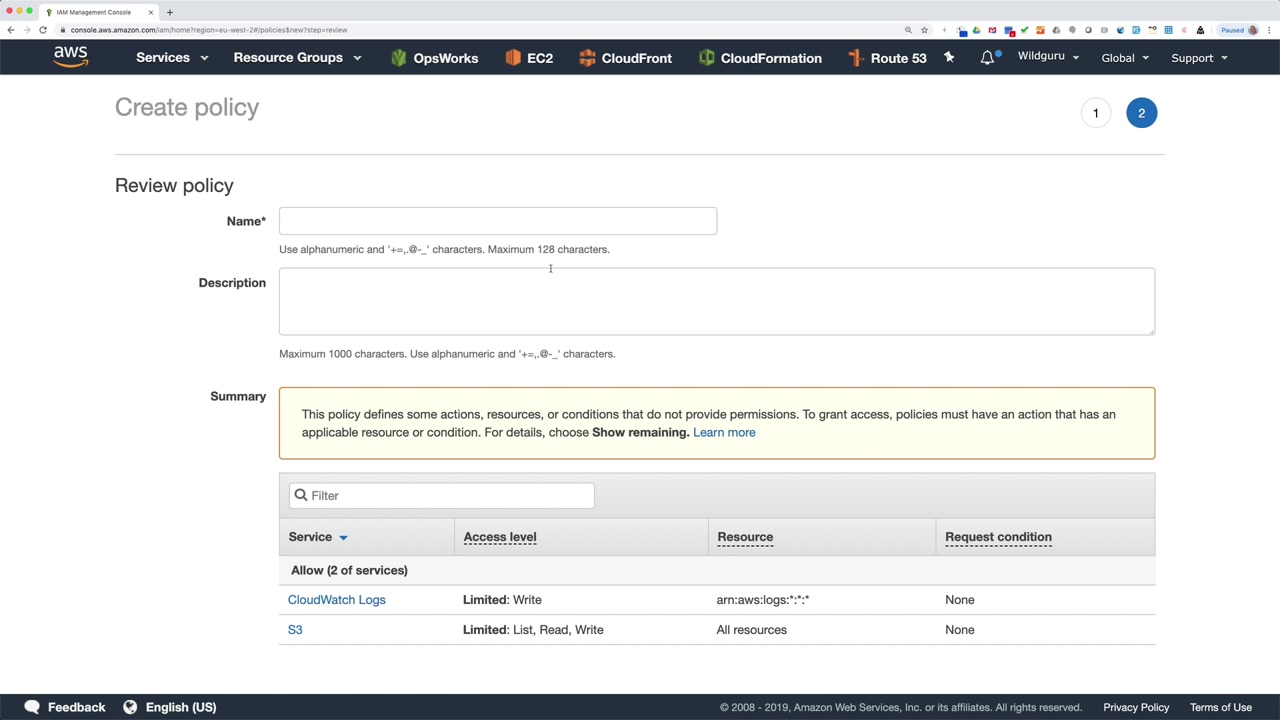 IAM Management Console
console.aws.amazon.com/iam/home?region=eu-west-2#/policies$new?step=review
Paused
aws
Services
Resource Groups
OpsWorks
EC2
CloudFront
CloudFormation
Route 53
Wildguru
Global
Support
Create policy
1
2
Review policy
Name*
Use alphanumeric and '+=,.@-_' characters. Maximum 128 characters.
Description
Maximum 1000 characters. Use alphanumeric and '+=,.@-_' characters.
Summary
This policy defines some actions, resources, or conditions that do not provide permissions. To grant access, policies must have an action that has an
applicable resource or condition. For details, choose Show remaining. Learn more
Filter
Service Access level Resource Request condition
Allow (2 of services)
CloudWatch Logs Limited: Write arn:aws:logs:*:*:* None
S3 Limited: List, Read, Write All resources None
Feedback
English (US)
© 2008 - 2019, Amazon Web Services, Inc. or its affiliates. All rights reserved.
Privacy Policy
Terms of Use